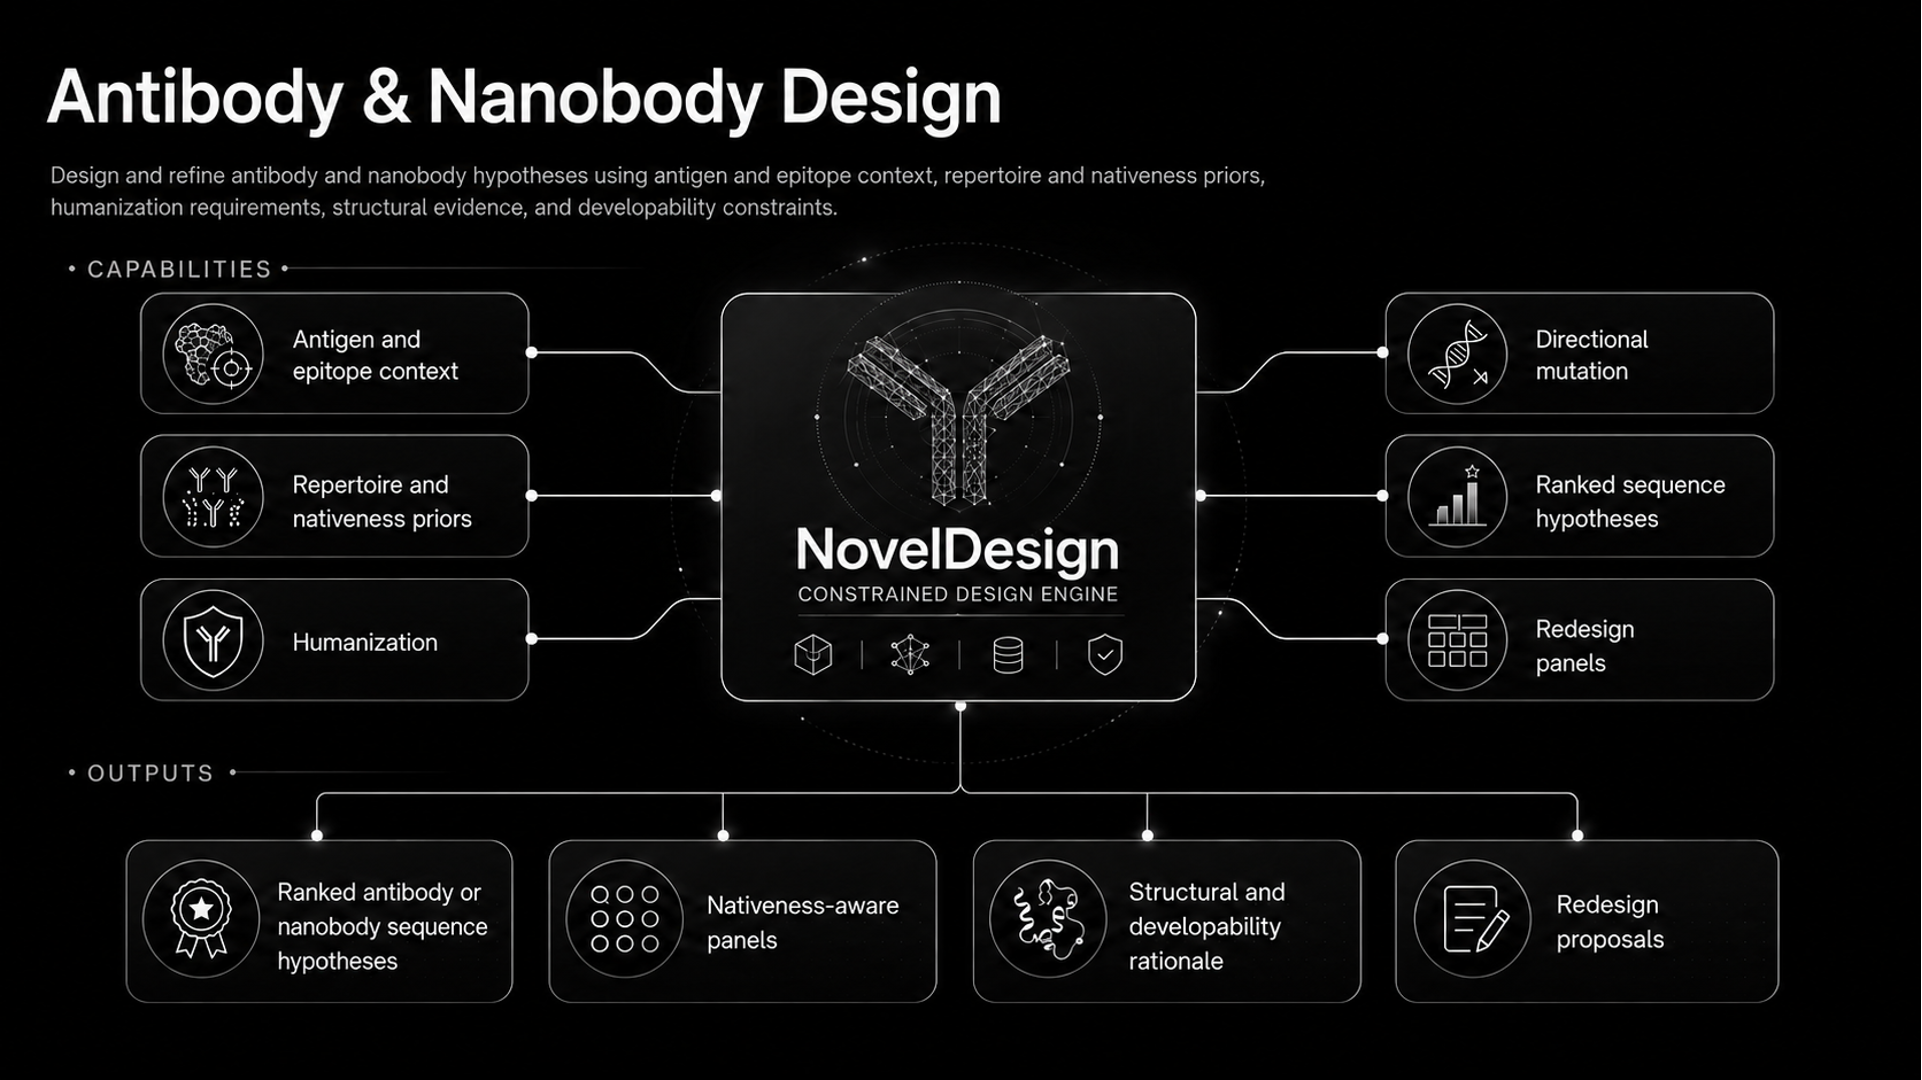 Antibody & Nanobody Design
Design and refine antibody and nanobody hypotheses using antigen and epitope context, repertoire and nativeness priors,
humanization requirements, structural evidence, and developability constraints.
• CAPABILITIES •
Antigen and
epitope context
Repertoire and
nativeness priors
Humanization
NovelDesign
CONSTRAINED DESIGN ENGINE
Directional
mutation
Ranked sequence
hypotheses
Redesign
panels
• OUTPUTS •
Ranked antibody or
nanobody sequence
hypotheses
Nativeness-aware
panels
Structural and
developability
rationale
Redesign
proposals